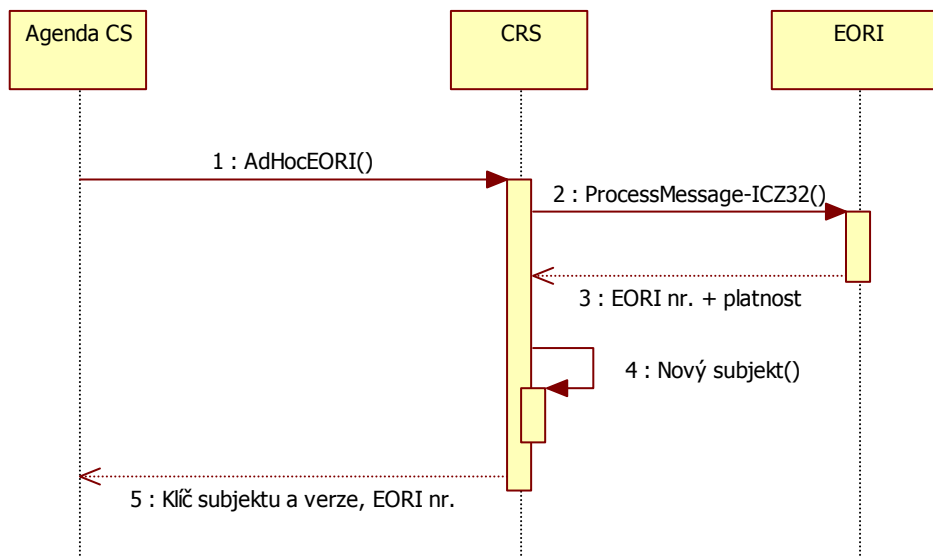 Agenda CS
CRS
EORI
1 : AdHocEORI()
2 : ProcessMessage-ICZ32()
3 : EORI nr. + platnost
4 : Nový subjekt()
5 : Klíč subjektu a verze, EORI nr.